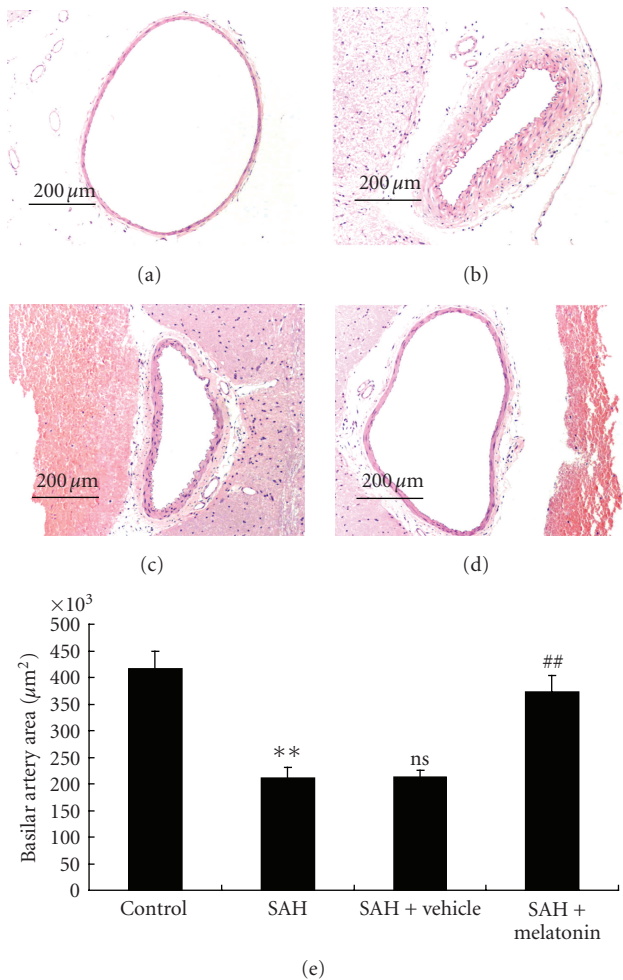 200 µm
200 µm
(a)
(b)
200 µm
200 µm
(c)
(d)
×10³
500
450
400
350
300
250
200
150
100
50
0
Basilar artery area (µm²)
**
ns
##
Control
SAH
SAH + vehicle
SAH +
melatonin
(e)